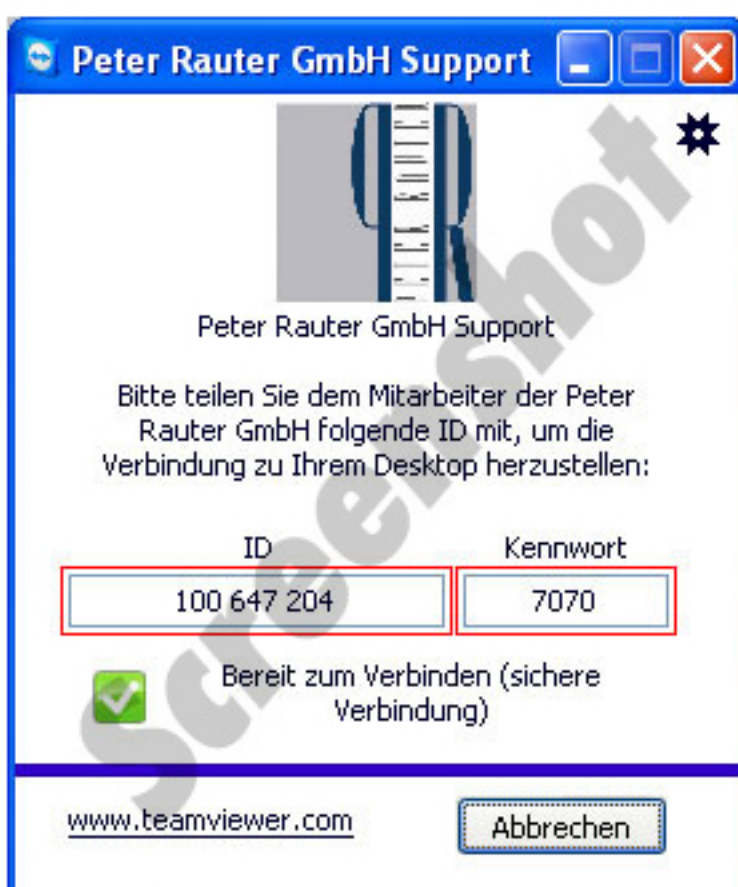 Peter Rauter GmbH Support
Peter Rauter GmbH Support
Bitte teilen Sie dem Mitarbeiter der Peter
Rauter GmbH folgende ID mit, um die
Verbindung zu Ihrem Desktop herzustellen:
ID Kennwort
100 647 204 7070
Bereit zum Verbinden (sichere
Verbindung)
www.teamviewer.com Abbrechen
Screenshot